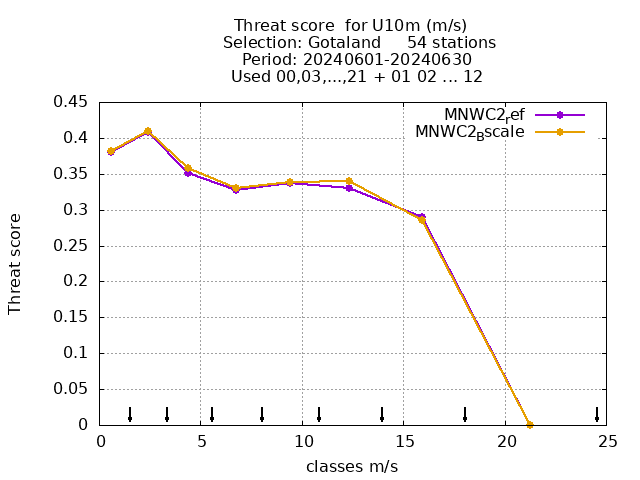 Threat score  for U10m (m/s)
Selection: Gotaland     54 stations
Period: 20240601-20240630
Used 00,03,...,21 + 01 02 ... 12
MNWC2ref
MNWC2Bscale
Threat score
0.45
0.4
0.35
0.3
0.25
0.2
0.15
0.1
0.05
0
0 5 10 15 20 25
classes m/s